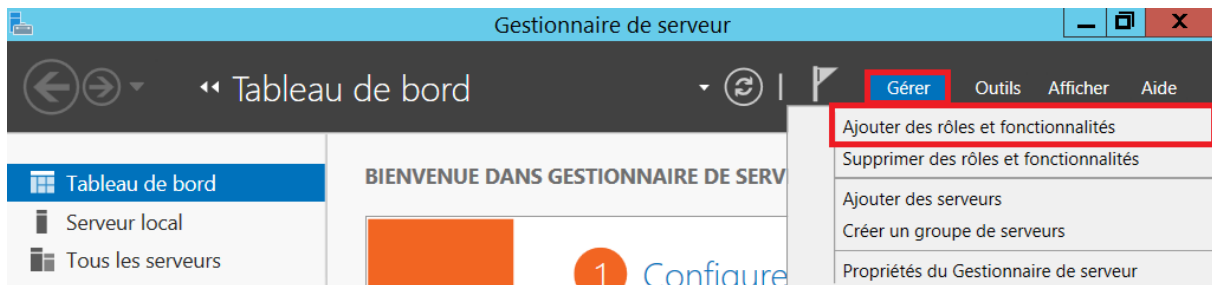 Gestionnaire de serveur
Tableau de bord
Gérer Outils Afficher Aide
Ajouter des rôles et fonctionnalités
Supprimer des rôles et fonctionnalités
Ajouter des serveurs
Créer un groupe de serveurs
Propriétés du Gestionnaire de serveur
Tableau de bord
Serveur local
Tous les serveurs
BIENVENUE DANS GESTIONNAIRE DE SERV
1 Configure